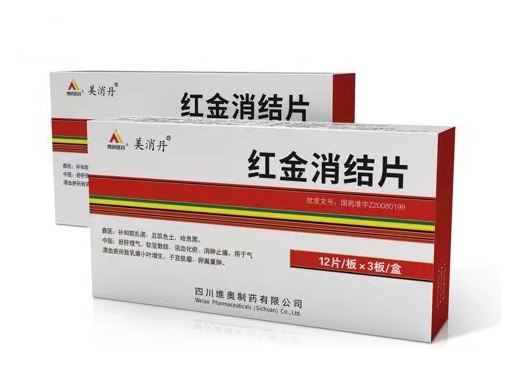 美消丹®
红金消结片
美消丹®
红金消结片
批准文号：国药准字Z20080199
彝医：补知凯扎诺，且凯色土，哈息黑。
中医：舒肝理气，软坚散结，活血化瘀，消肿止痛。用于气
滞血瘀所致乳腺小叶增生，子宫肌瘤，卵巢囊肿。
12片/板×3板/盒
四川维奥制药有限公司
Pharmaceuticals (Sichuan) Co., Ltd.